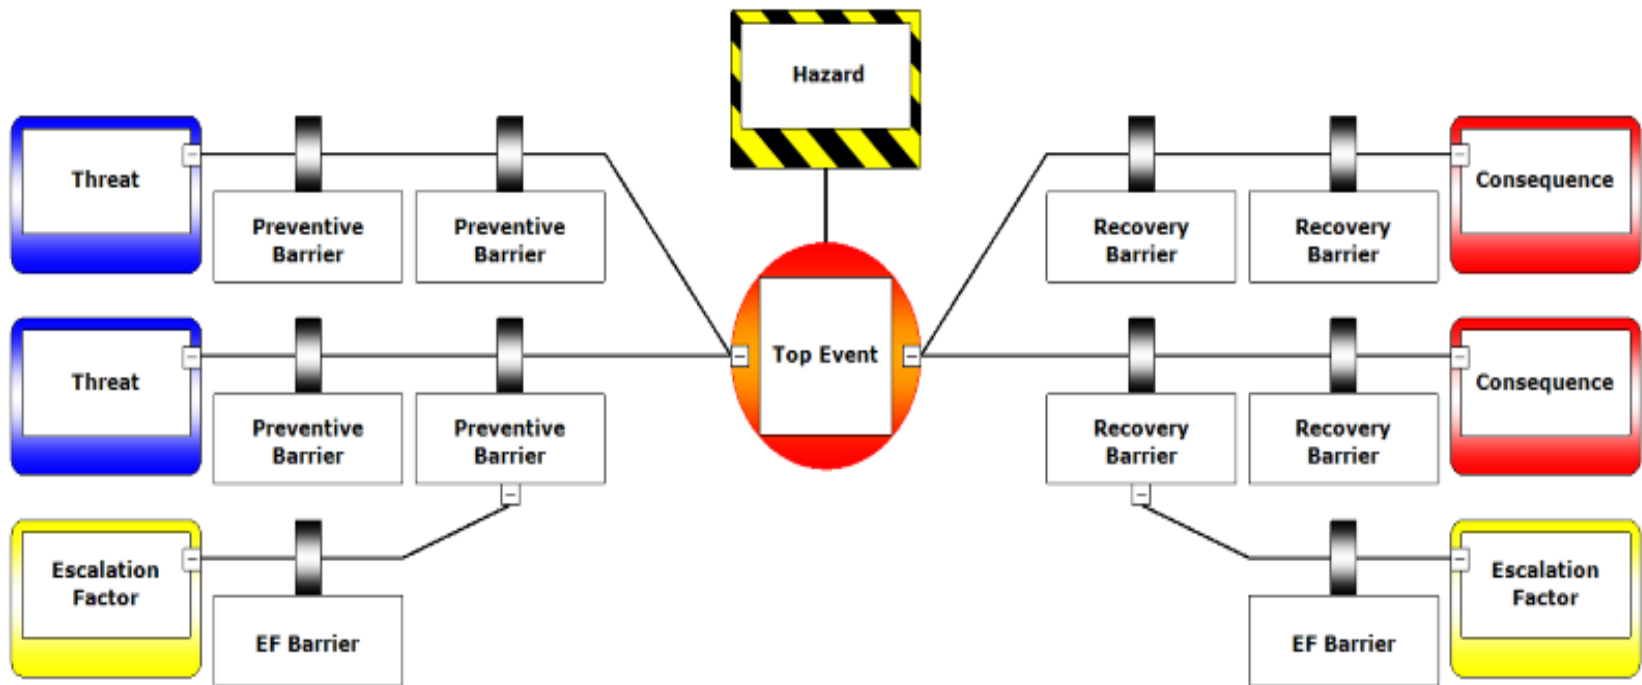 Hazard
Threat
Preventive
Barrier
Preventive
Barrier
Recovery
Barrier
Recovery
Barrier
Consequence
Top Event
Threat
Preventive
Barrier
Preventive
Barrier
Recovery
Barrier
Recovery
Barrier
Consequence
Escalation
Factor
EF Barrier
EF Barrier
Escalation
Factor